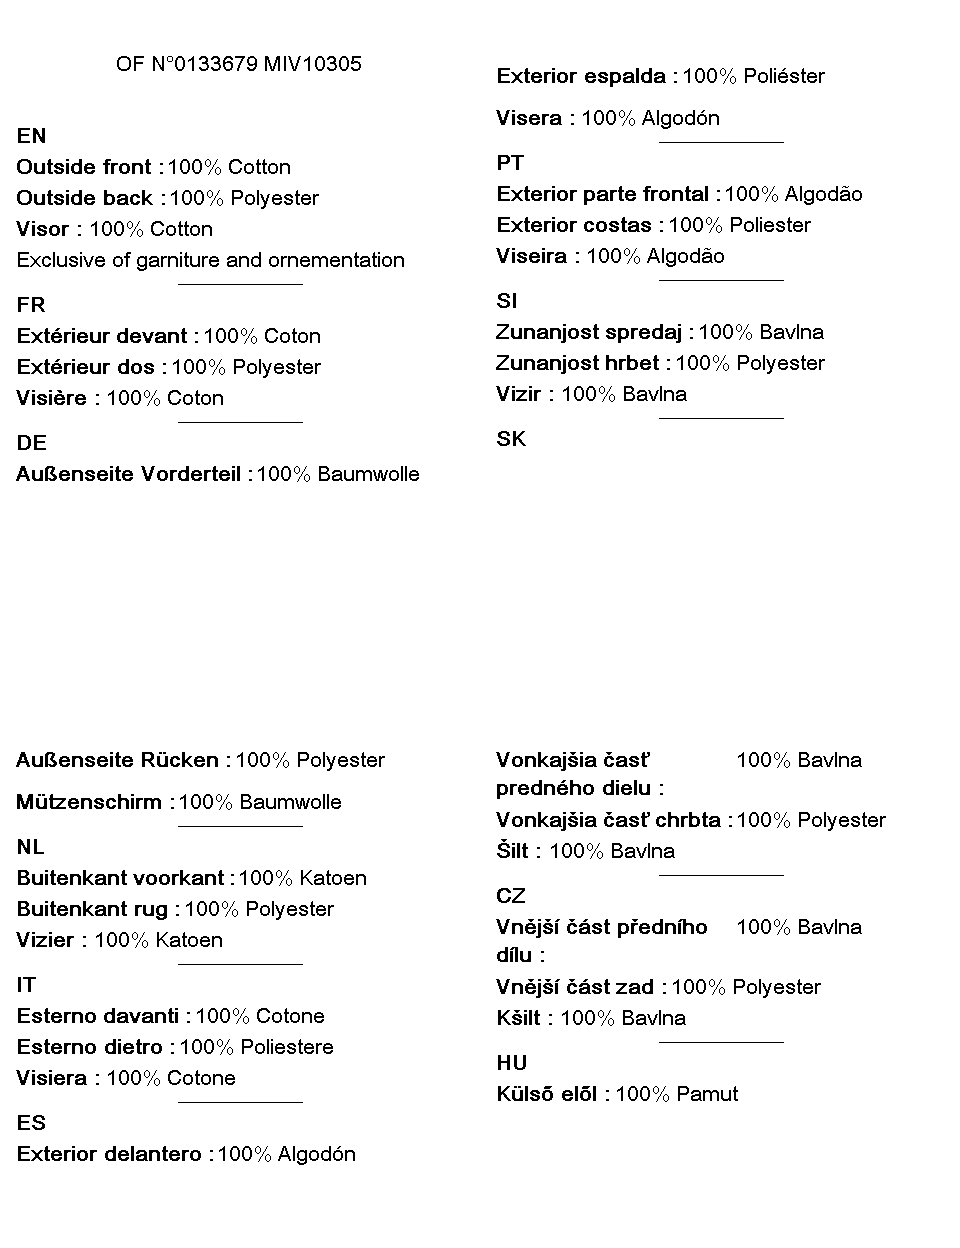 OF N°0133679 MIV10305
EN
Outside front : 100% Cotton
Outside back : 100% Polyester
Visor : 100% Cotton
Exclusive of garniture and ornementation
FR
Extérieur devant : 100% Coton
Extérieur dos : 100% Polyester
Visière : 100% Coton
DE
Außenseite Vorderteil : 100% Baumwolle
Außenseite Rücken : 100% Polyester
Mützenschirm : 100% Baumwolle
NL
Buitenkant voorkant : 100% Katoen
Buitenkant rug : 100% Polyester
Vizier : 100% Katoen
IT
Esterno davanti : 100% Cotone
Esterno dietro : 100% Poliestere
Visiera : 100% Cotone
ES
Exterior delantero : 100% Algodón
Exterior espalda : 100% Poliéster
Visera : 100% Algodón
PT
Exterior parte frontal : 100% Algodão
Exterior costas : 100% Poliester
Viseira : 100% Algodão
SI
Zunanjost spredaj : 100% Bavlna
Zunanjost hrbet : 100% Polyester
Vizir : 100% Bavlna
SK
Vonkajšia časť 100% Bavlna
predného dielu :
Vonkajšia časť chrbta : 100% Polyester
Šilt : 100% Bavlna
CZ
Vnější část předního 100% Bavlna
dílu :
Vnější část zad : 100% Polyester
Kšilt : 100% Bavlna
HU
Külsõ elõl : 100% Pamut